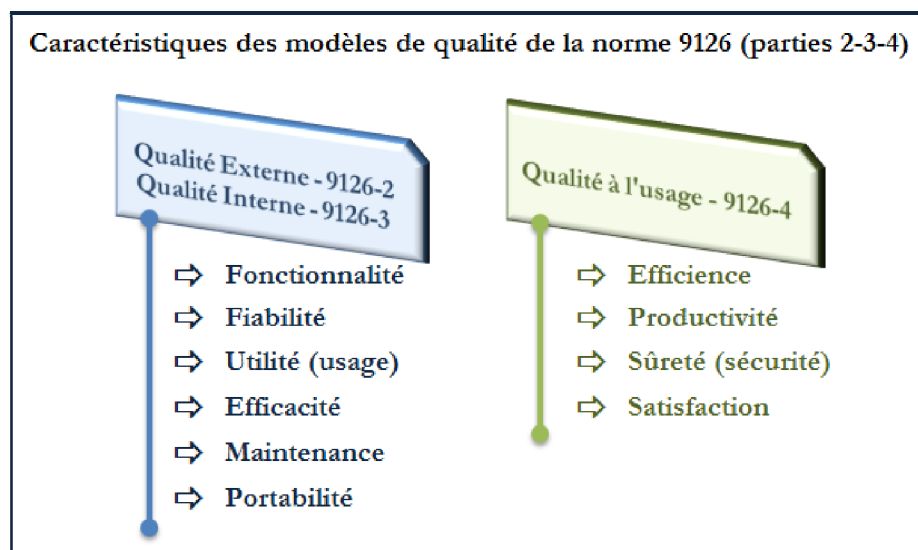 Caractéristiques des modèles de qualité de la norme 9126 (parties 2-3-4)
Qualité Externe - 9126-2
Qualité Interne - 9126-3
⇨ Fonctionnalité
⇨ Fiabilité
⇨ Utilité (usage)
⇨ Efficacité
⇨ Maintenance
⇨ Portabilité
Qualité à l'usage - 9126-4
⇨ Efficience
⇨ Productivité
⇨ Sûreté (sécurité)
⇨ Satisfaction